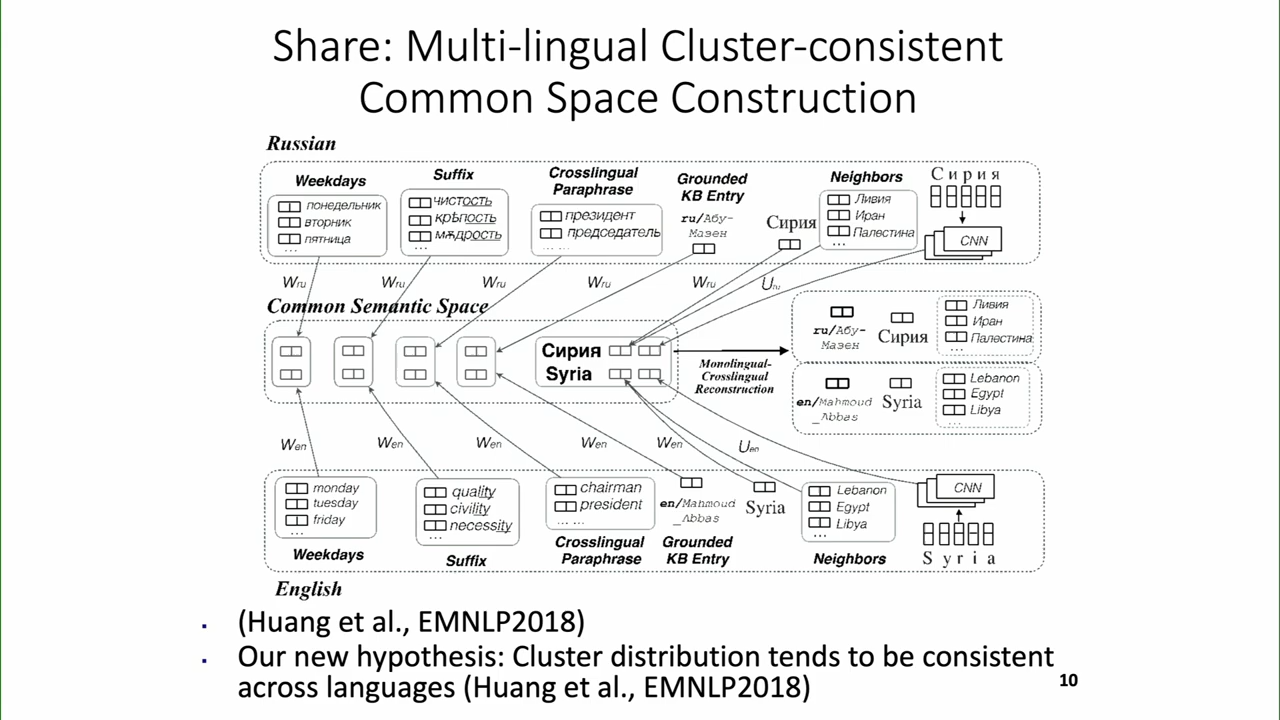 Share: Multi-lingual Cluster-consistent
Common Space Construction
Russian
Weekdays
понедельник
вторник
пятница
...
Suffix
чистость
крѣпость
мѫдрость
...
Crosslingual
Paraphrase
президент
председатель
... ...
Grounded
KB Entry
ru/Абу-
Мазен
Сирия
Neighbors
Ливия
Иран
Палестина
...
С и р и я
CNN
Wru
Wru
Wru
Wru
Wru
Uru
Common Semantic Space
Сирия
Syria
Monolingual-
Crosslingual
Reconstruction
ru/Абу-
Мазен
Сирия
Ливия
Иран
Палестина
...
en/Mahmoud
_Abbas
Syria
Lebanon
Egypt
Libya
...
Wen
Wen
Wen
Wen
Wen
Uen
monday
tuesday
friday
...
Weekdays
quality
civility
necessity
...
Suffix
chairman
president
... ...
Crosslingual
Paraphrase
en/Mahmoud
_Abbas
Grounded
KB Entry
Syria
Lebanon
Egypt
Libya
...
Neighbors
CNN
S y r i a
English
▪ (Huang et al., EMNLP2018)
▪ Our new hypothesis: Cluster distribution tends to be consistent
across languages (Huang et al., EMNLP2018)
10